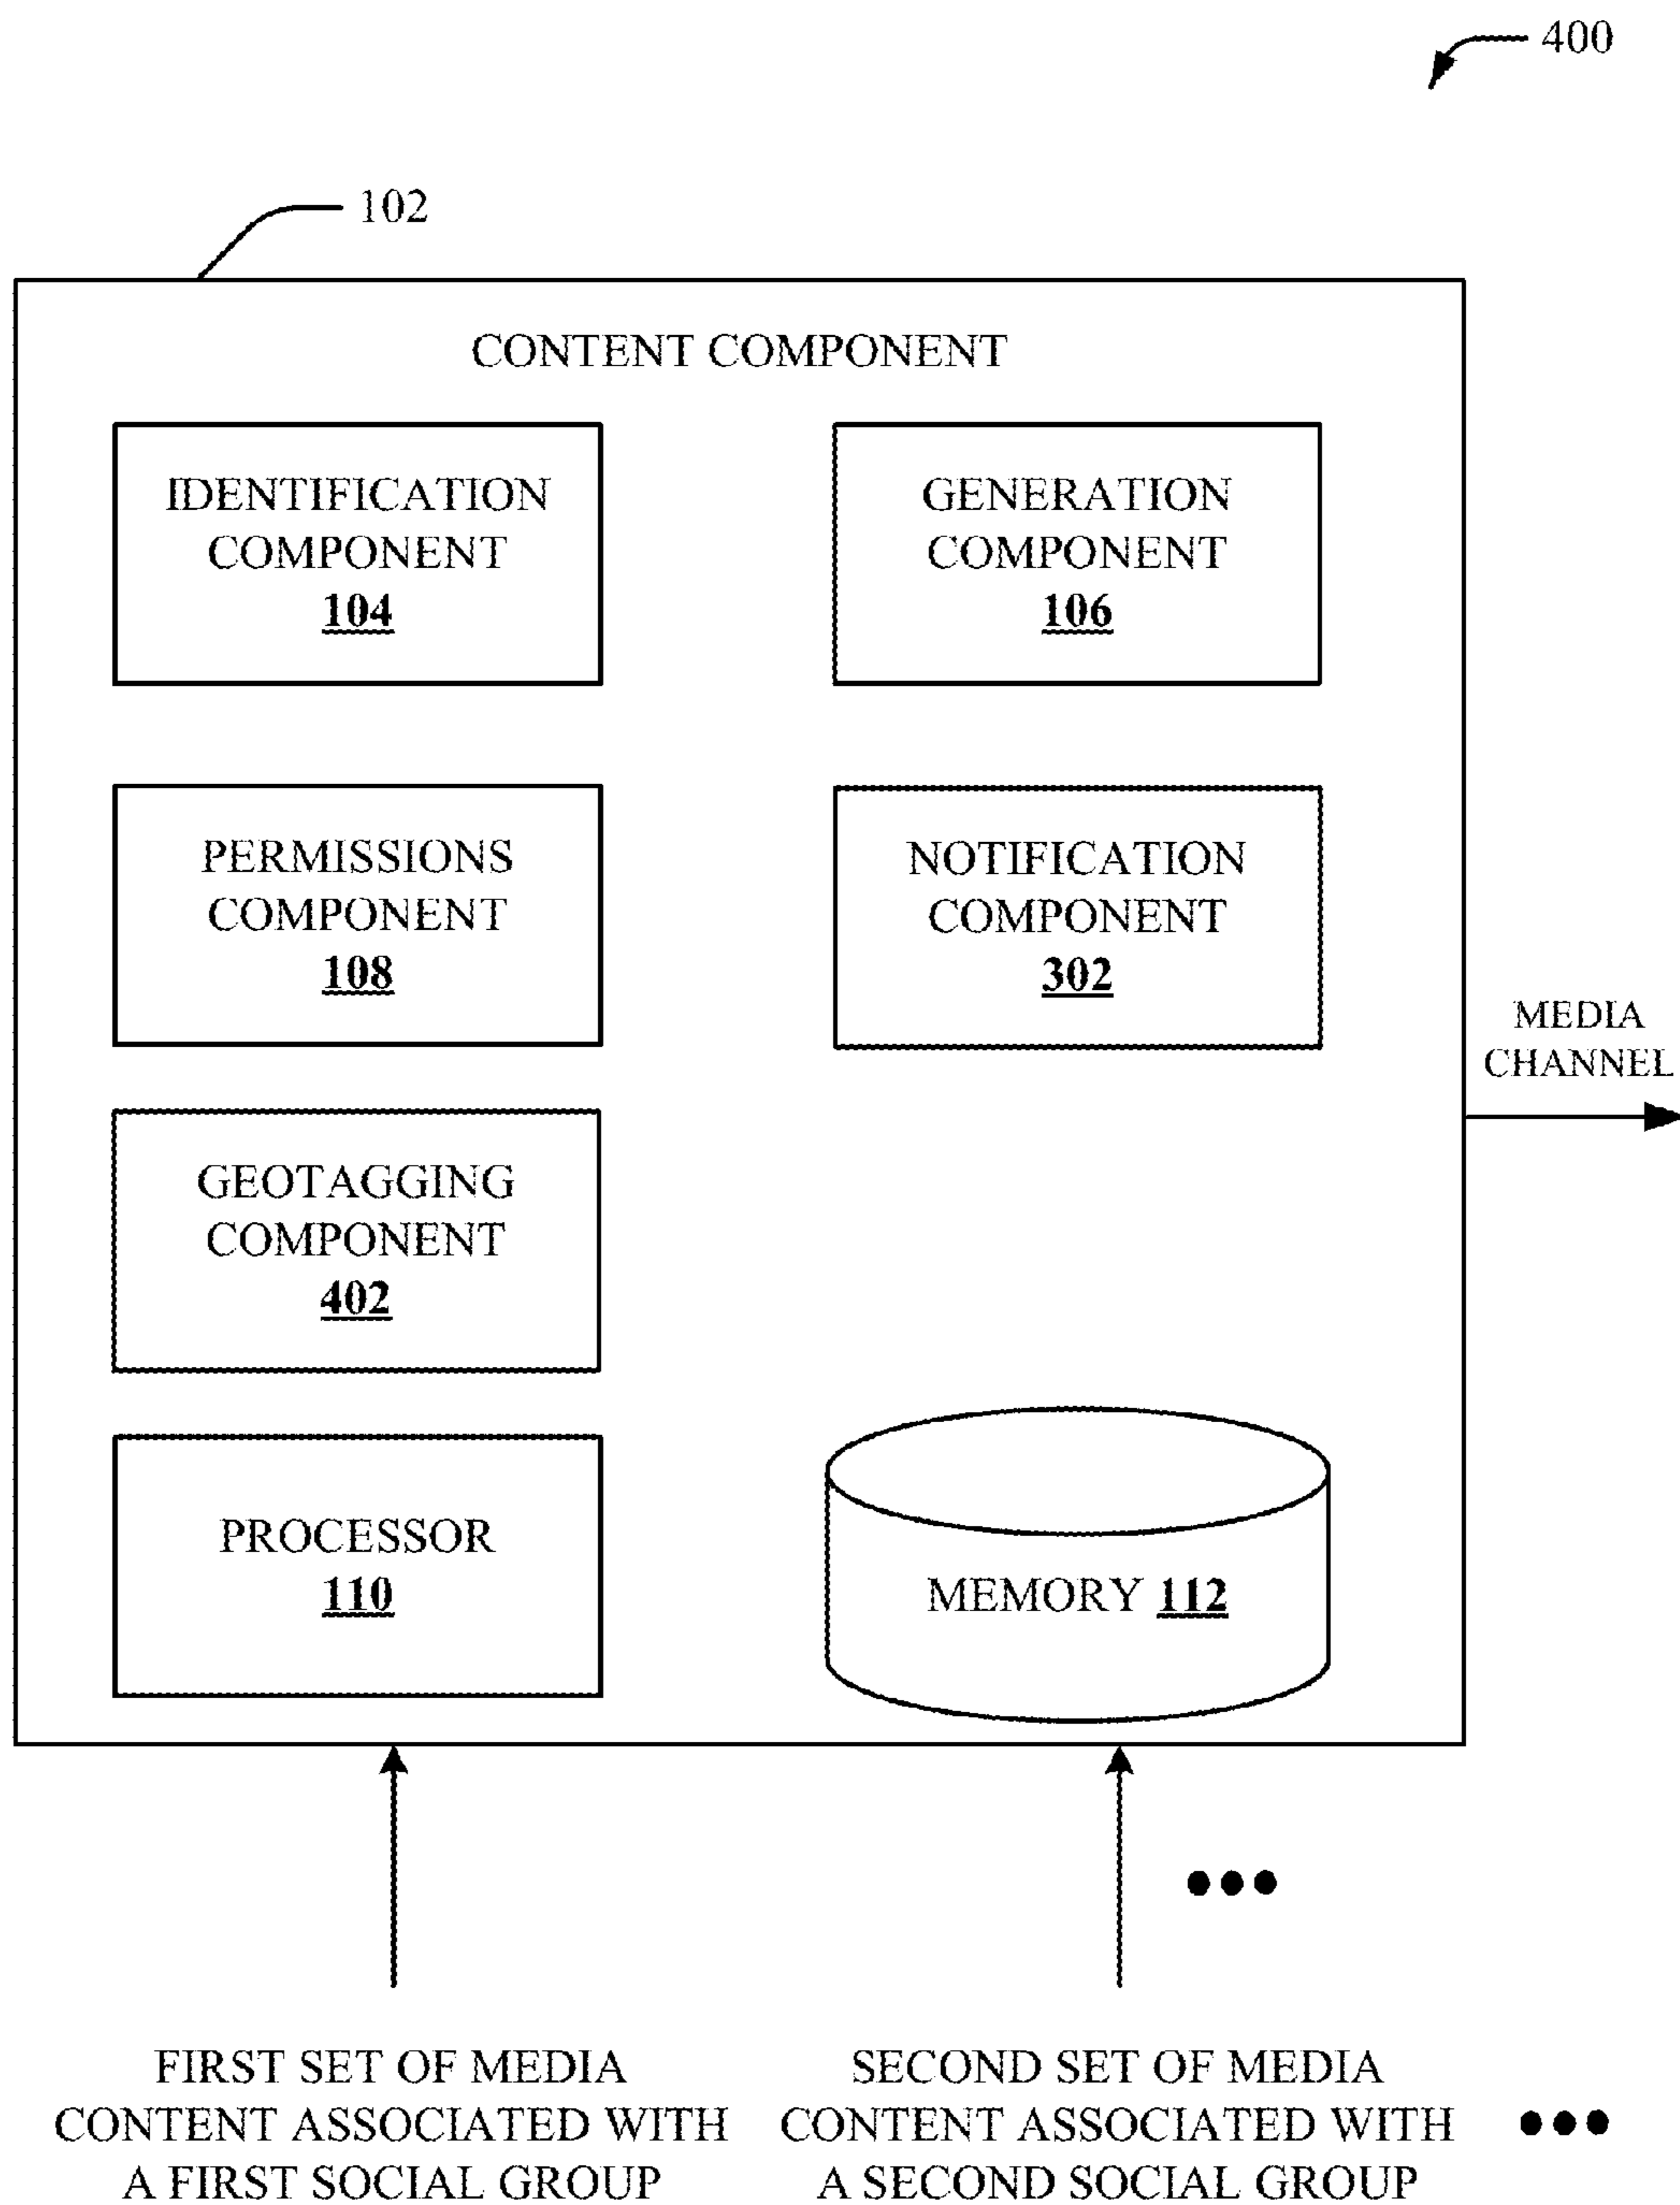 400
102
CONTENT COMPONENT
IDENTIFICATION
COMPONENT
104
GENERATION
COMPONENT
106
PERMISSIONS
COMPONENT
108
NOTIFICATION
COMPONENT
302
MEDIA
CHANNEL
GEOTAGGING
COMPONENT
402
PROCESSOR
110
MEMORY 112
FIRST SET OF MEDIA
CONTENT ASSOCIATED WITH
A FIRST SOCIAL GROUP
SECOND SET OF MEDIA
CONTENT ASSOCIATED WITH
A SECOND SOCIAL GROUP